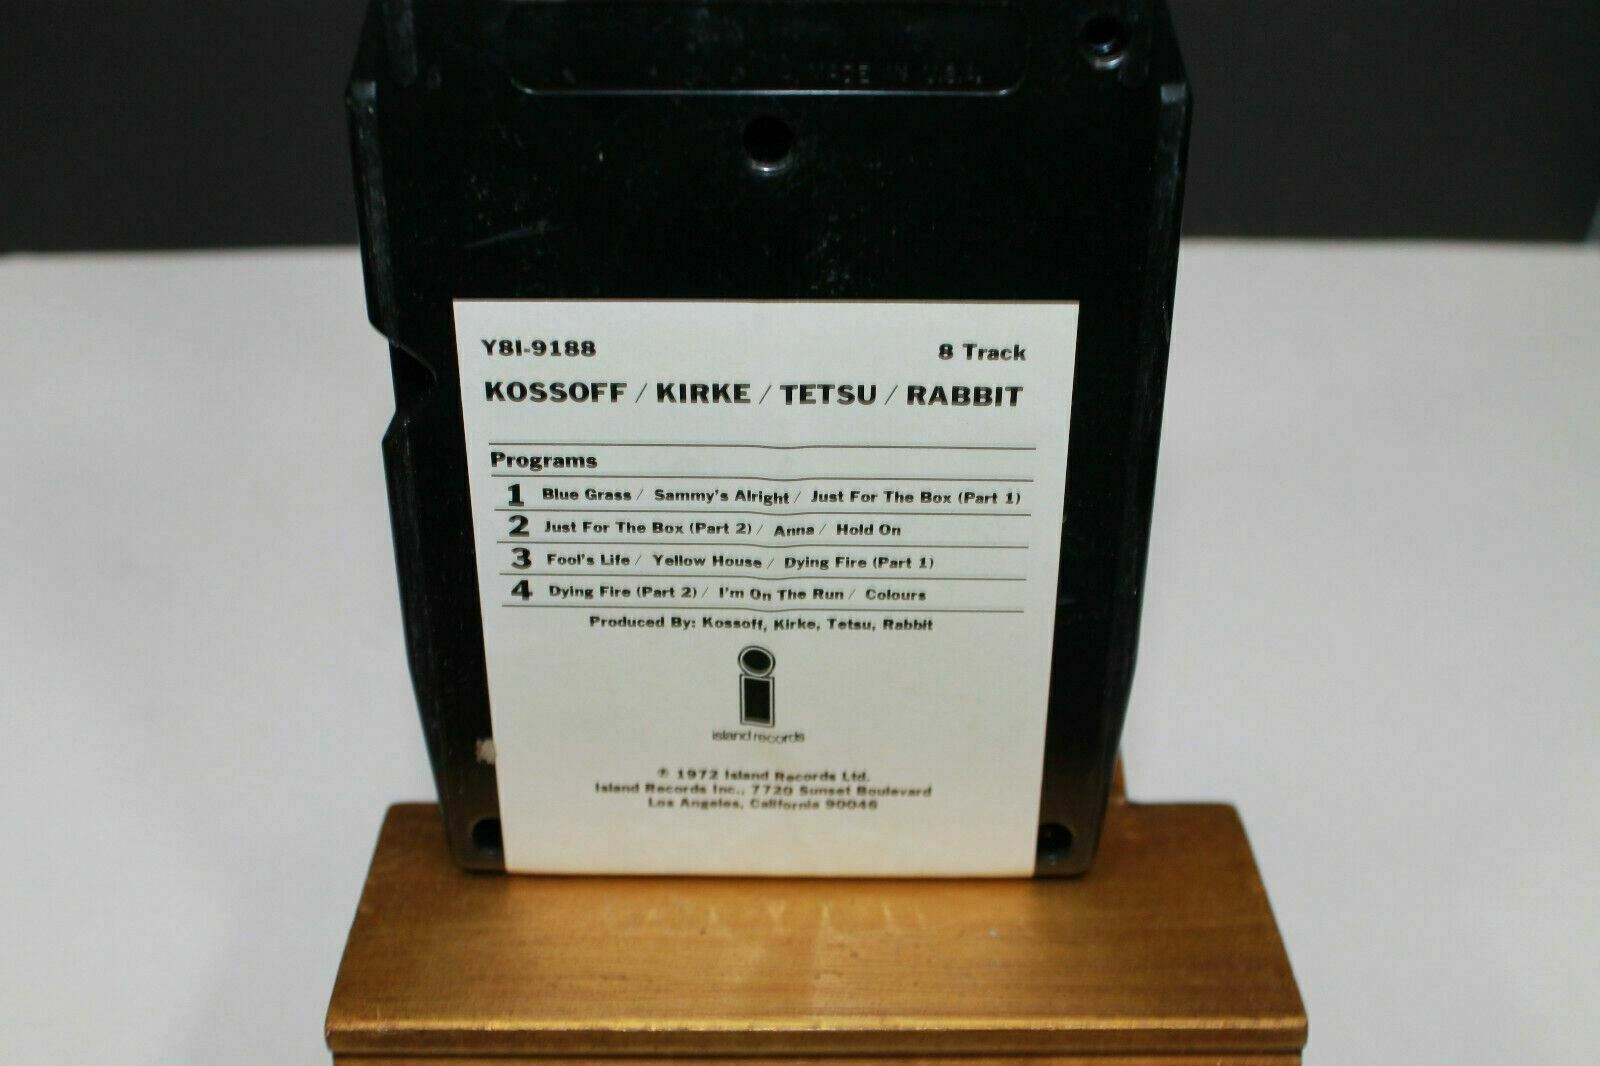 MADE IN U.S.A.
Y8I-9188 8 Track
KOSSOFF / KIRKE / TETSU / RABBIT
Programs
1 Blue Grass / Sammy's Alright / Just For The Box (Part 1)
2 Just For The Box (Part 2) / Anna / Hold On
3 Fool's Life / Yellow House / Dying Fire (Part 1)
4 Dying Fire (Part 2) / I'm On The Run / Colours
Produced By: Kossoff, Kirke, Tetsu, Rabbit
i
island records
℗ 1972 Island Records Ltd.
Island Records Inc., 7720 Sunset Boulevard
Los Angeles, California 90046